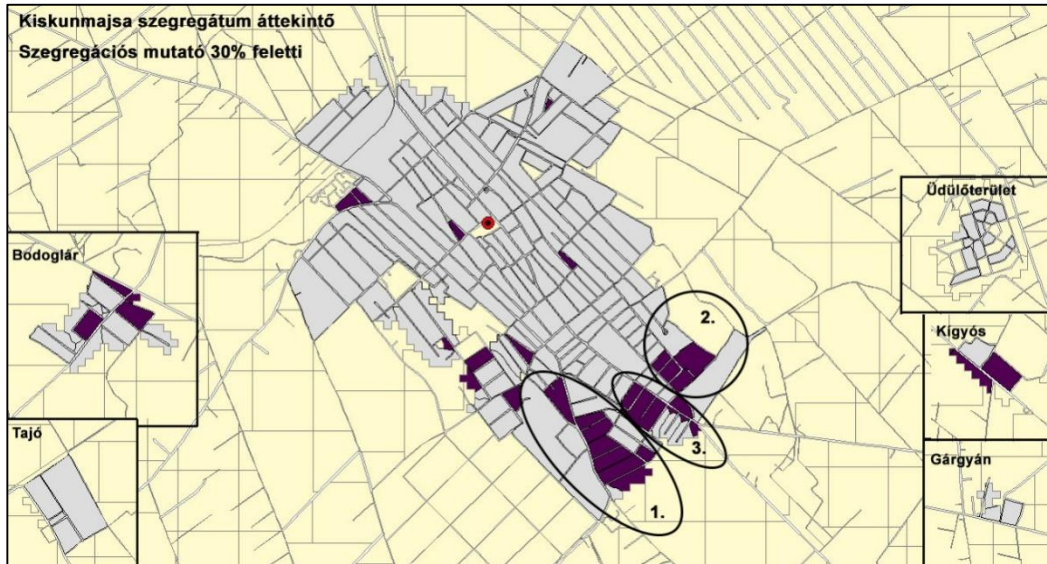 Kiskunmajsa szegregátum áttekintő
Szegregációs mutató 30% feletti
Üdülőterület
Bodoglár
2.
Kígyós
Tajó
3.
Gárgyán
1.